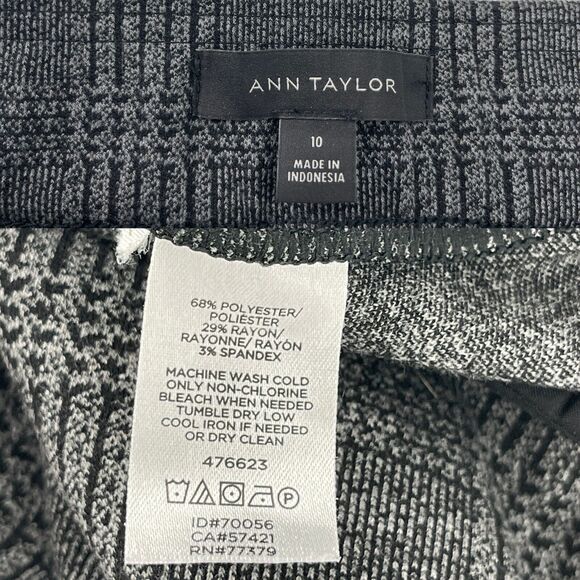 ANN TAYLOR
10
MADE IN
INDONESIA
68% POLYESTER/
POLIÉSTER
29% RAYON/
RAYONNE/ RAYÓN
3% SPANDEX
MACHINE WASH COLD
ONLY NON-CHLORINE
BLEACH WHEN NEEDED
TUMBLE DRY LOW
COOL IRON IF NEEDED
OR DRY CLEAN
476623
P
ID#70056
CA#57421
RN#77379